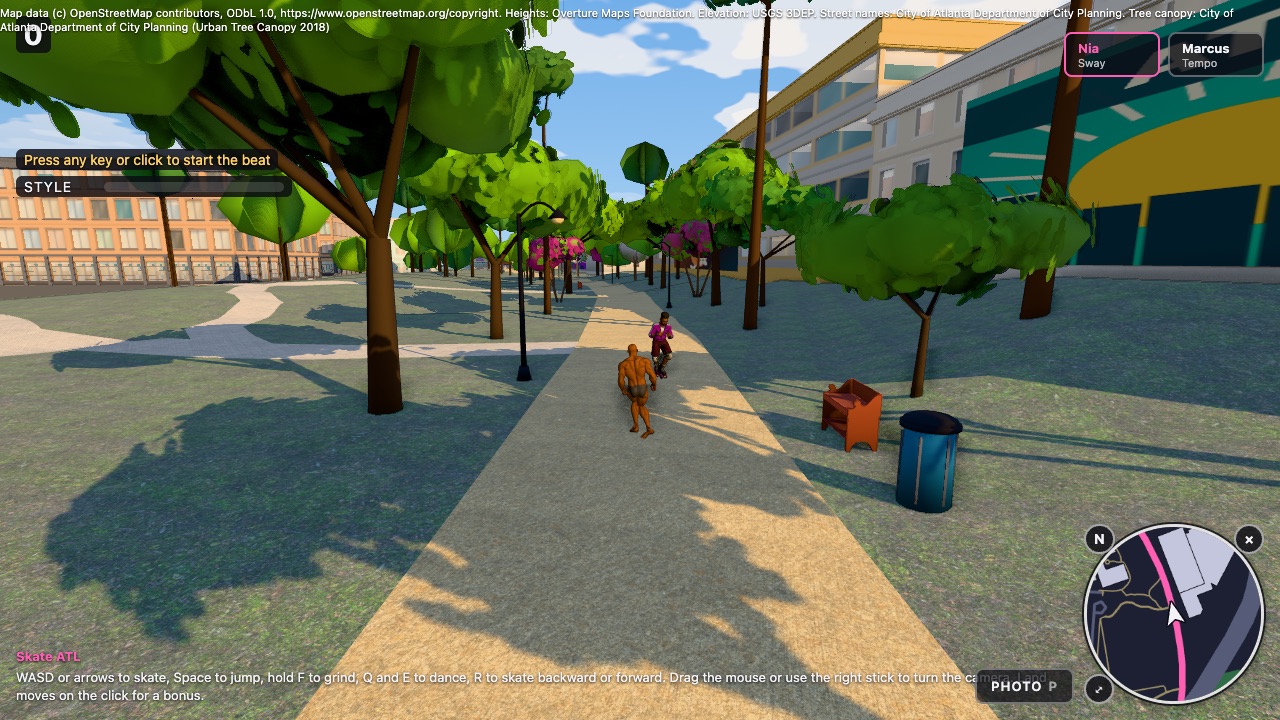 Map data (c) OpenStreetMap contributors, ODbL 1.0, https://www.openstreetmap.org/copyright. Heights: Overture Maps Foundation. Elevation: USGS 3DEP. Street names: City of Atlanta Department of City Planning. Tree canopy: City of
Atlanta Department of City Planning (Urban Tree Canopy 2018)
0
Nia
Sway
Marcus
Tempo
Press any key or click to start the beat
STYLE
N
×
Skate ATL
WASD or arrows to skate, Space to jump, hold F to grind, Q and E to dance, R to skate backward or forward. Drag the mouse or use the right stick to turn the camera. Land
moves on the click for a bonus.
PHOTO P